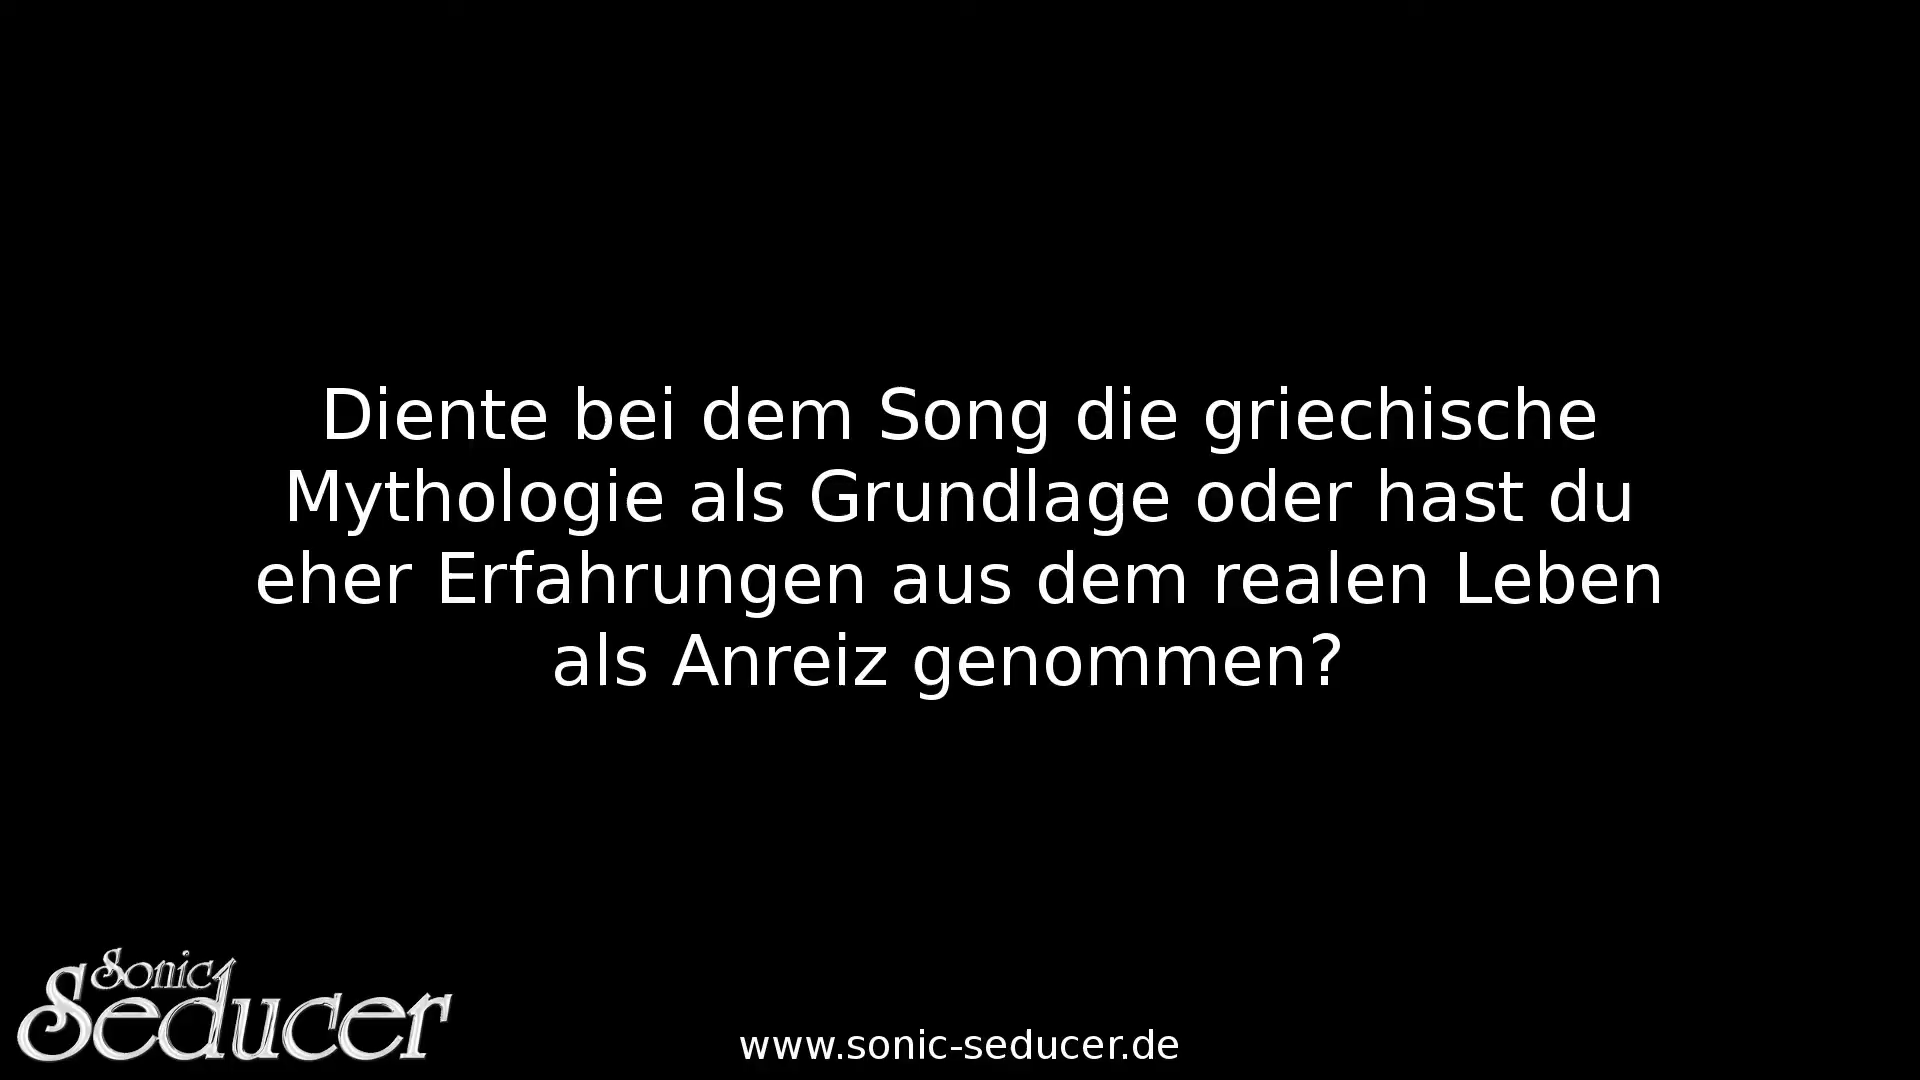 Diente bei dem Song die griechische
Mythologie als Grundlage oder hast du
eher Erfahrungen aus dem realen Leben
als Anreiz genommen?
Sonic
Seducer
www.sonic-seducer.de